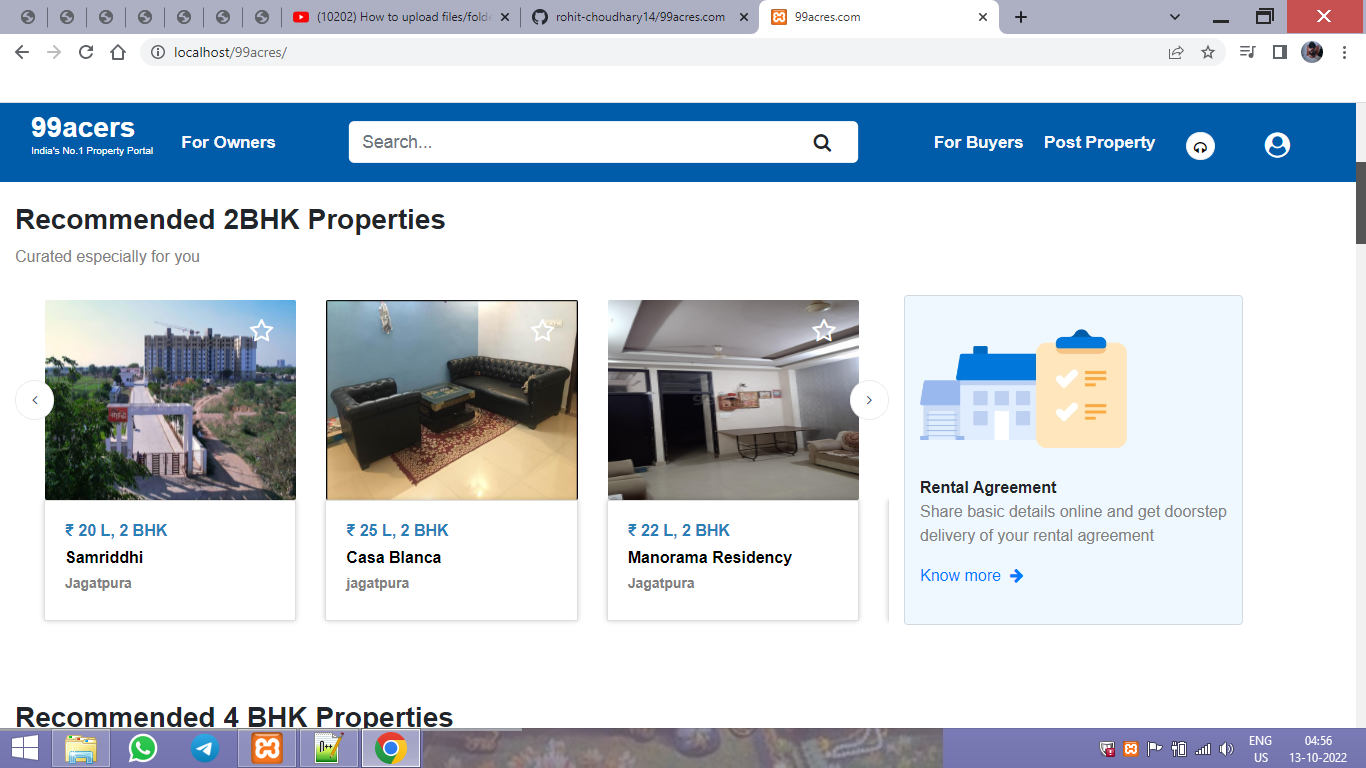 (10202) How to upload files/folde
rohit-choudhary14/99acres.com
99acres.com
localhost/99acres/
99acers
India's No.1 Property Portal
For Owners
Search...
For Buyers
Post Property
Recommended 2BHK Properties
Curated especially for you
₹ 20 L, 2 BHK
Samriddhi
Jagatpura
₹ 25 L, 2 BHK
Casa Blanca
jagatpura
₹ 22 L, 2 BHK
Manorama Residency
Jagatpura
Rental Agreement
Share basic details online and get doorstep
delivery of your rental agreement
Know more
Recommended 4 BHK Properties
ENG
US
04:56
13-10-2022